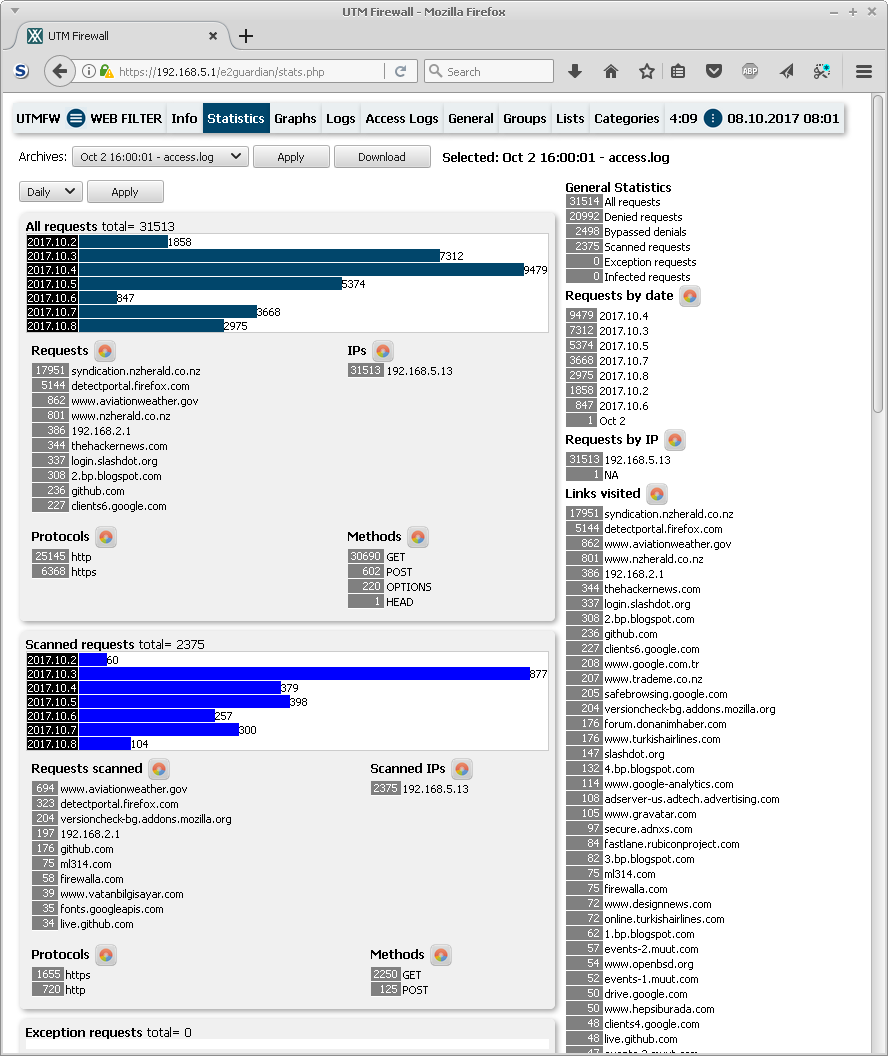 UTM Firewall - Mozilla Firefox
UTM Firewall
S https://192.168.5.1/e2guardian/stats.php Search ABP
UTMFW WEB FILTER Info Statistics Graphs Logs Access Logs General Groups Lists Categories 4:09 08.10.2017 08:01
Archives: Oct 2 16:00:01 - access.log Apply Download Selected: Oct 2 16:00:01 - access.log
Daily Apply
All requests total= 31513
2017.10.2 1858
2017.10.3 7312
2017.10.4 9479
2017.10.5 5374
2017.10.6 847
2017.10.7 3668
2017.10.8 2975
Requests
17951 syndication.nzherald.co.nz
5144 detectportal.firefox.com
862 www.aviationweather.gov
801 www.nzherald.co.nz
386 192.168.2.1
344 thehackernews.com
337 login.slashdot.org
308 2.bp.blogspot.com
236 github.com
227 clients6.google.com
IPs
31513 192.168.5.13
Protocols
25145 http
6368 https
Methods
30690 GET
602 POST
220 OPTIONS
1 HEAD
Scanned requests total= 2375
2017.10.2 60
2017.10.3 877
2017.10.4 379
2017.10.5 398
2017.10.6 257
2017.10.7 300
2017.10.8 104
Requests scanned
694 www.aviationweather.gov
323 detectportal.firefox.com
204 versioncheck-bg.addons.mozilla.org
197 192.168.2.1
176 github.com
75 ml314.com
58 firewalla.com
39 www.vatanbilgisayar.com
35 fonts.googleapis.com
34 live.github.com
Scanned IPs
2375 192.168.5.13
Protocols
1655 https
720 http
Methods
2250 GET
125 POST
Exception requests total= 0
General Statistics
31514 All requests
20992 Denied requests
2498 Bypassed denials
2375 Scanned requests
0 Exception requests
0 Infected requests
Requests by date
9479 2017.10.4
7312 2017.10.3
5374 2017.10.5
3668 2017.10.7
2975 2017.10.8
1858 2017.10.2
847 2017.10.6
1 Oct 2
Requests by IP
31513 192.168.5.13
1 NA
Links visited
17951 syndication.nzherald.co.nz
5144 detectportal.firefox.com
862 www.aviationweather.gov
801 www.nzherald.co.nz
386 192.168.2.1
344 thehackernews.com
337 login.slashdot.org
308 2.bp.blogspot.com
236 github.com
227 clients6.google.com
208 www.google.com.tr
207 www.trademe.co.nz
205 safebrowsing.google.com
204 versioncheck-bg.addons.mozilla.org
176 forum.donanimhaber.com
176 www.turkishairlines.com
147 slashdot.org
132 4.bp.blogspot.com
114 www.google-analytics.com
108 adserver-us.adtech.advertising.com
105 www.gravatar.com
97 secure.adnxs.com
84 fastlane.rubiconproject.com
82 3.bp.blogspot.com
75 ml314.com
75 firewalla.com
72 www.designnews.com
72 online.turkishairlines.com
62 1.bp.blogspot.com
57 events-2.muut.com
54 www.openbsd.org
52 events-1.muut.com
50 drive.google.com
50 www.hepsiburada.com
48 clients4.google.com
48 live.github.com